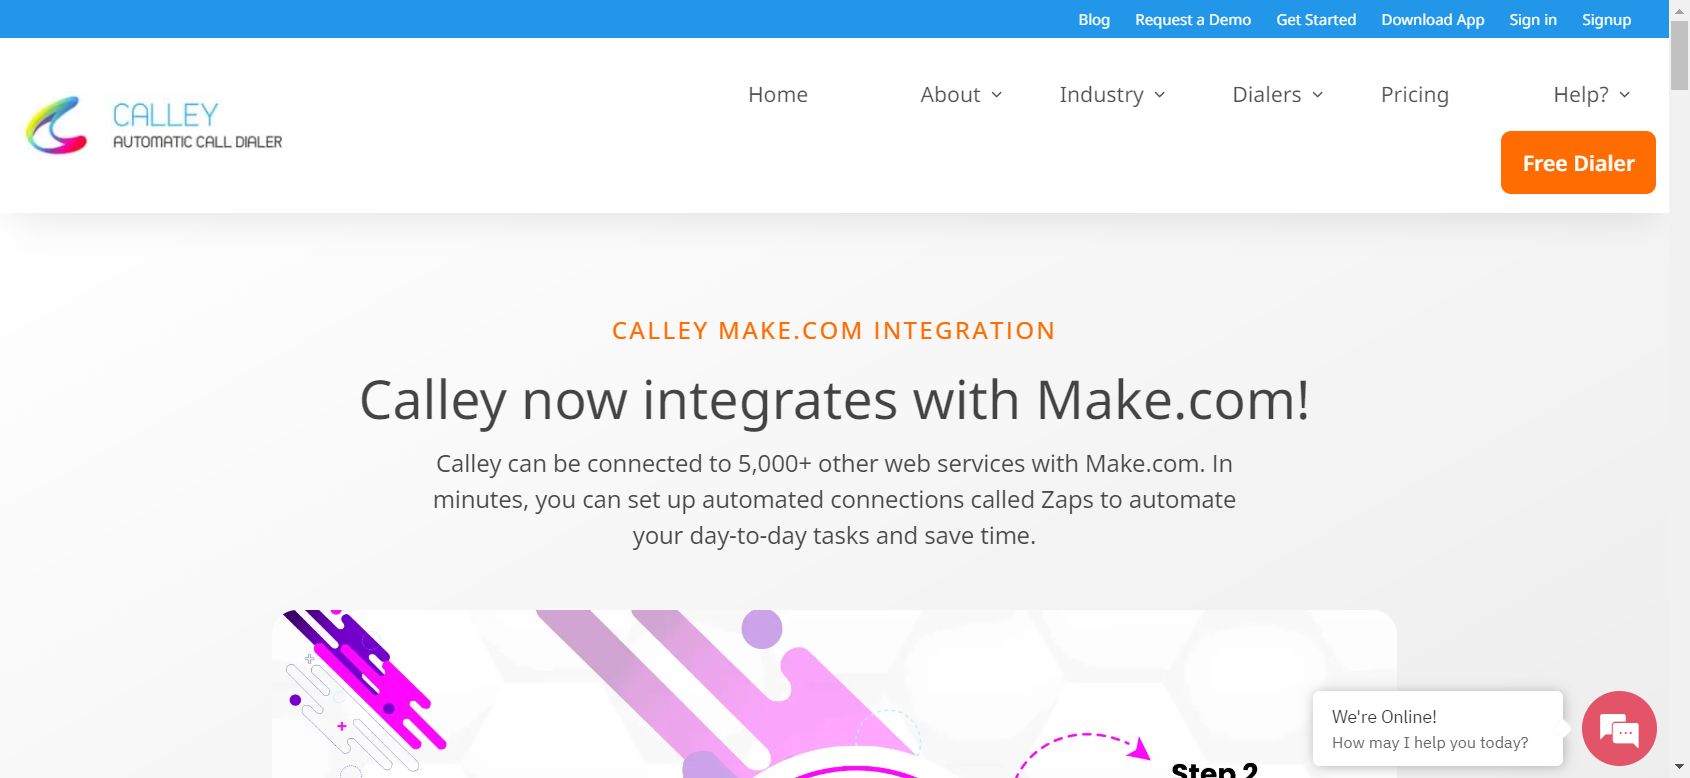 Blog Request a Demo Get Started Download App Sign in Signup
CALLEY
AUTOMATIC CALL DIALER
Home About Industry Dialers Pricing Help?
Free Dialer
CALLEY MAKE.COM INTEGRATION
Calley now integrates with Make.com!
Calley can be connected to 5,000+ other web services with Make.com. In
minutes, you can set up automated connections called Zaps to automate
your day-to-day tasks and save time.
Step 2
We're Online!
How may I help you today?